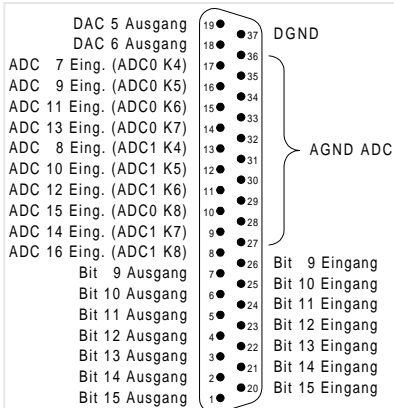 DAC 5 Ausgang 19
DAC 6 Ausgang 18
ADC 7 Eing. (ADC0 K4) 17
ADC 9 Eing. (ADC0 K5) 16
ADC 11 Eing. (ADC0 K6) 15
ADC 13 Eing. (ADC0 K7) 14
ADC 8 Eing. (ADC1 K4) 13
ADC 10 Eing. (ADC1 K5) 12
ADC 12 Eing. (ADC1 K6) 11
ADC 15 Eing. (ADC0 K8) 10
ADC 14 Eing. (ADC1 K7) 9
ADC 16 Eing. (ADC1 K8) 8
Bit 9 Ausgang 7
Bit 10 Ausgang 6
Bit 11 Ausgang 5
Bit 12 Ausgang 4
Bit 13 Ausgang 3
Bit 14 Ausgang 2
Bit 15 Ausgang 1
37 DGND
36
35
34
33
32
31 AGND ADC
30
29
28
27
26 Bit 9 Eingang
25 Bit 10 Eingang
24 Bit 11 Eingang
23 Bit 12 Eingang
22 Bit 13 Eingang
21 Bit 14 Eingang
20 Bit 15 Eingang